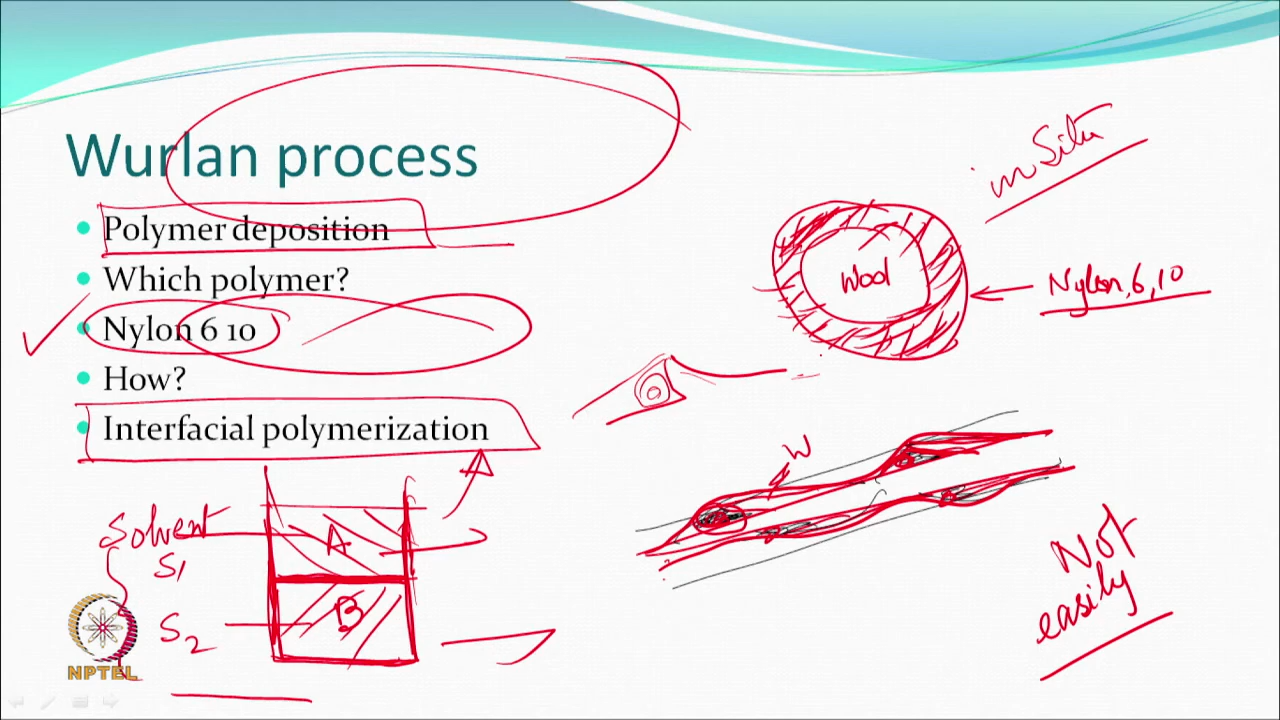 Wurlan process
Polymer deposition
Which polymer?
Nylon 6 10
How?
Interfacial polymerization
in Situ
Wool
Nylon, 6, 10
W
Solvent
S1
A
S2
B
Not
easily
NPTEL